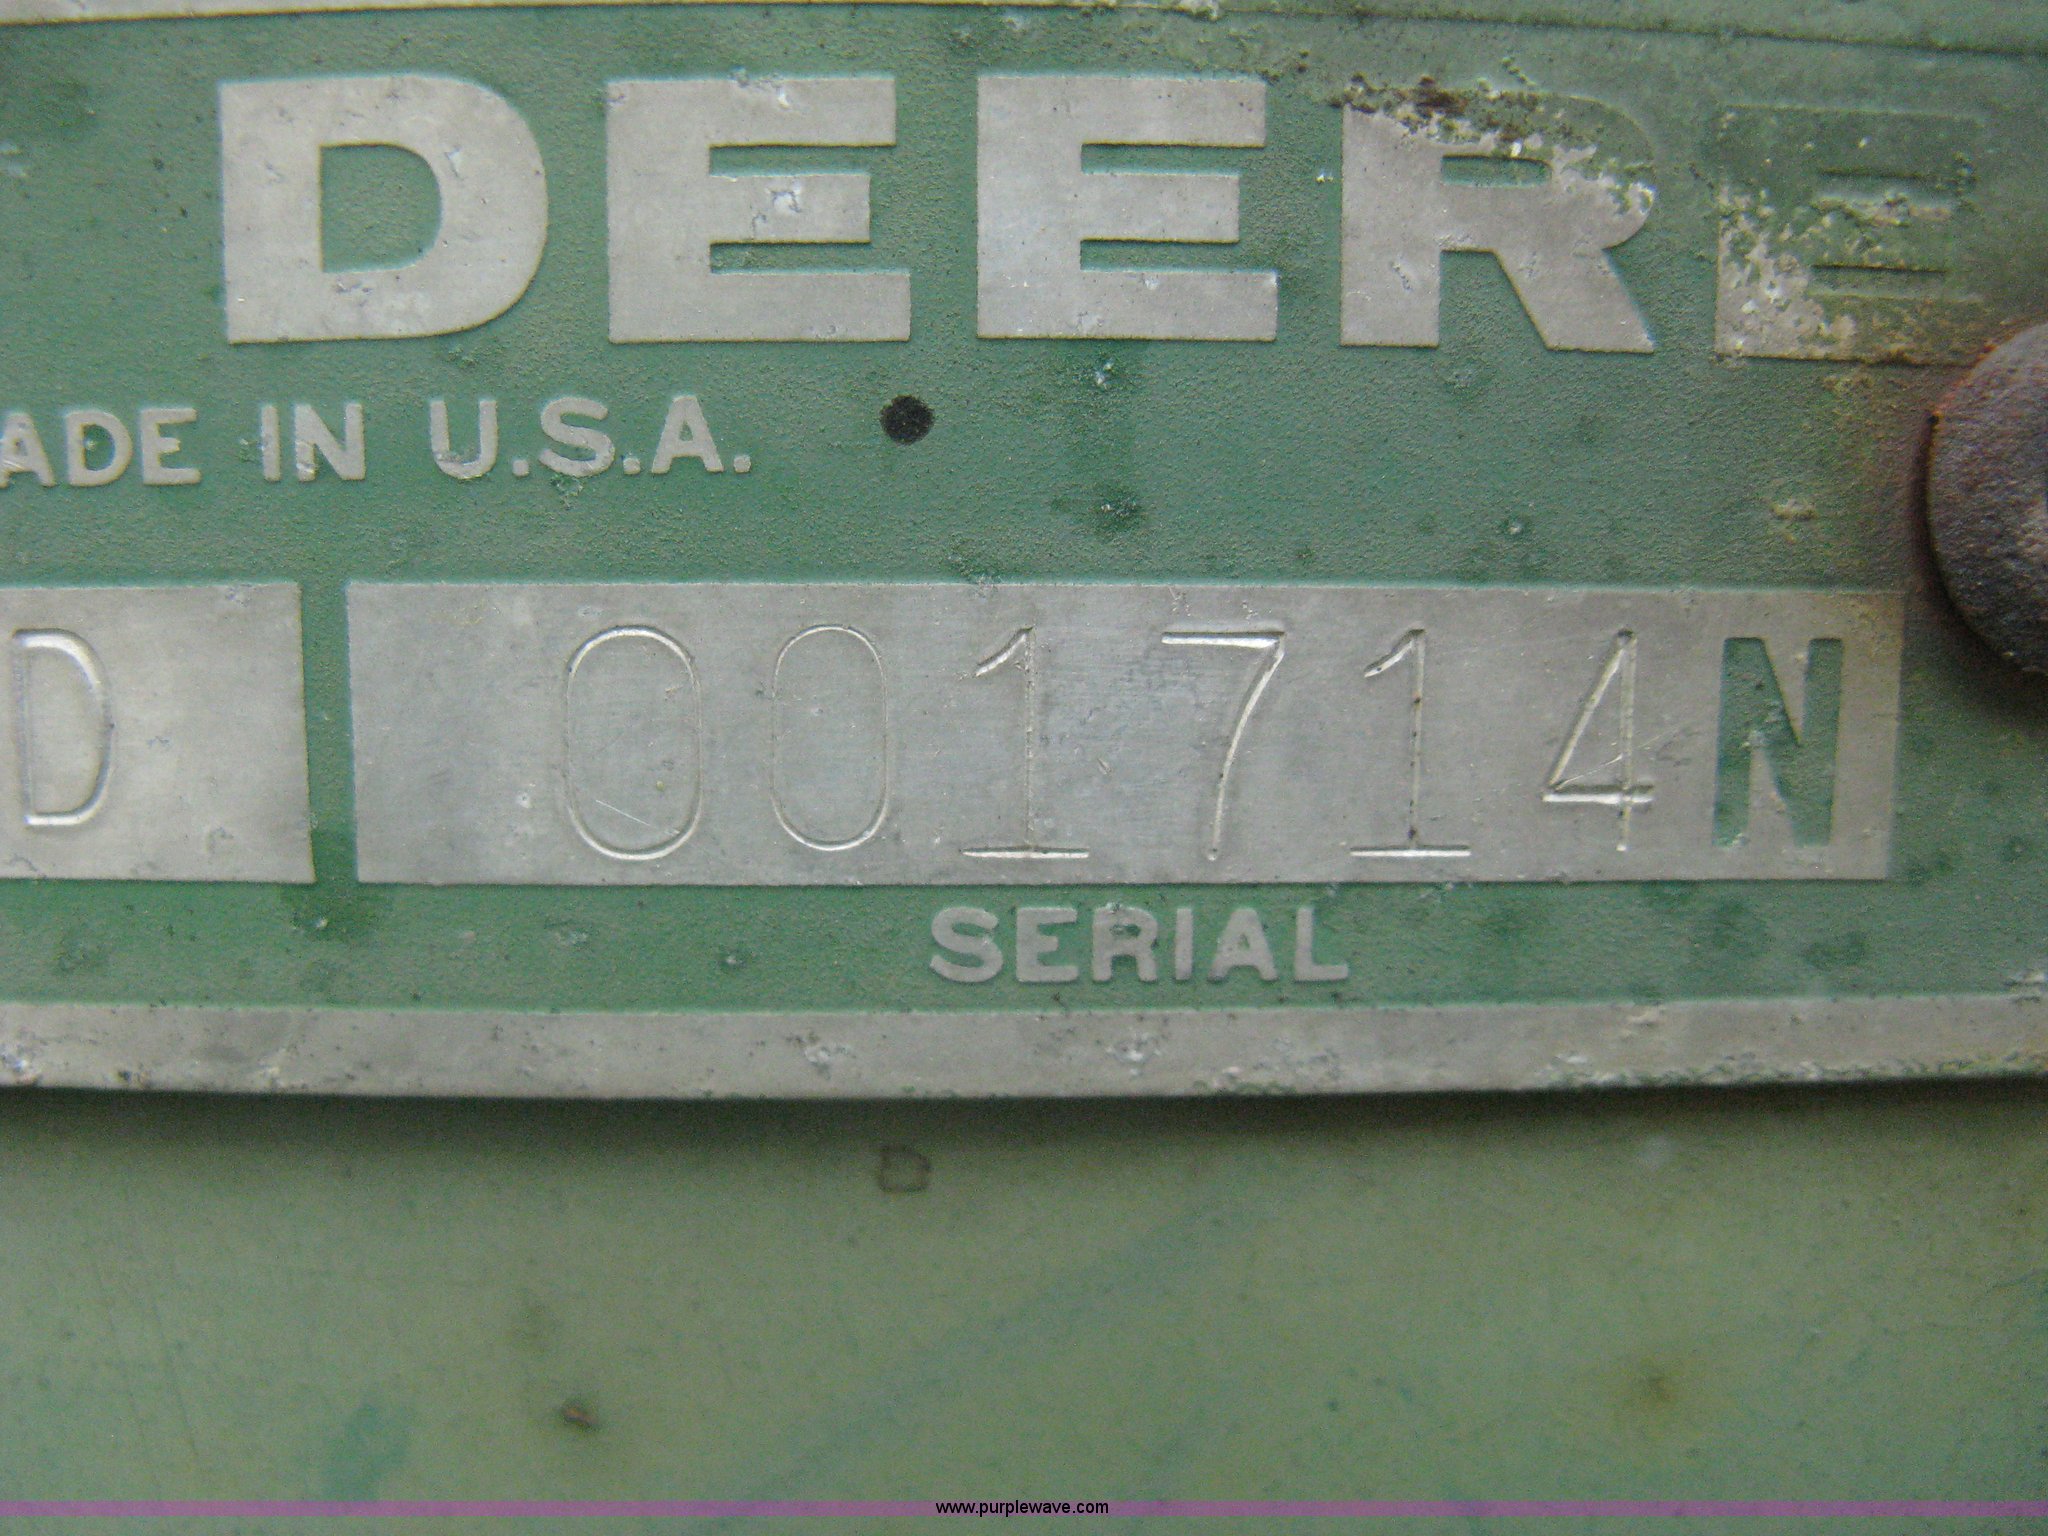 DEERE
ADE IN U.S.A.
D 001714N
SERIAL
www.purplewave.com